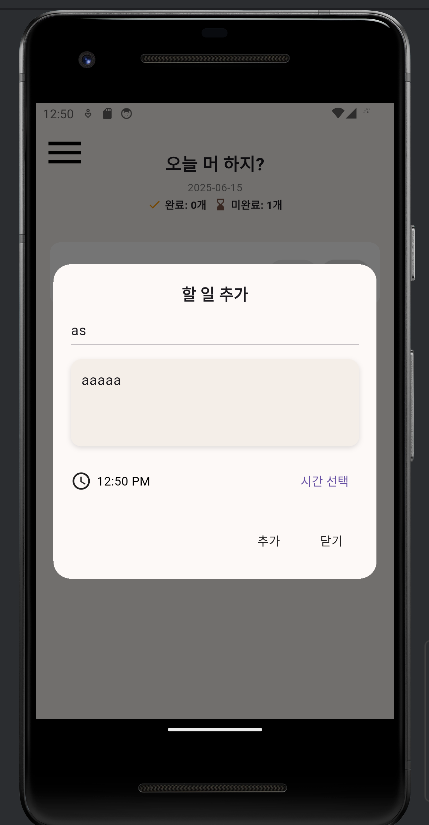 12:50
오늘 머 하지?
2025-06-15
완료: 0개 미완료: 1개
할 일 추가
as
aaaaa
12:50 PM 시간 선택
추가 닫기